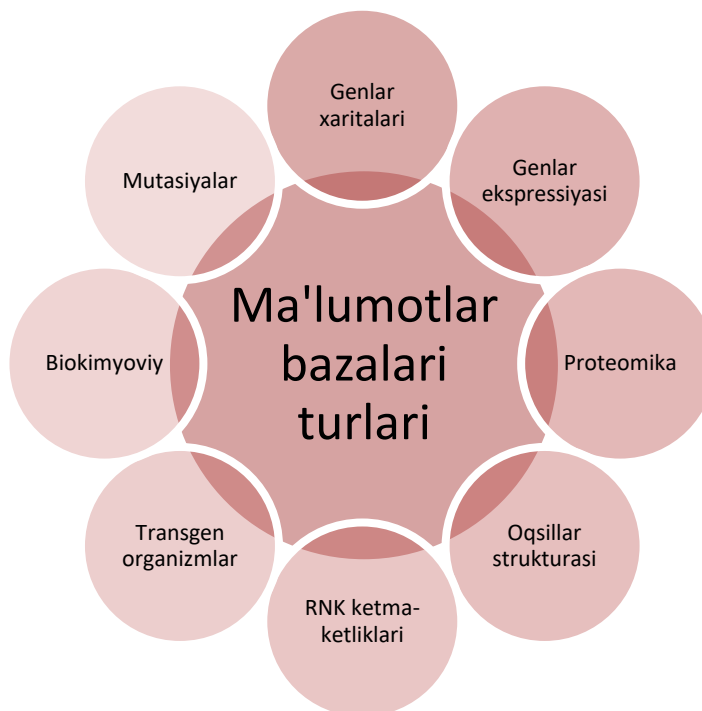 Genlar
xaritalari
Genlar
ekspressiyasi
Proteomika
Oqsillar
strukturasi
RNK ketma-
ketliklari
Transgen
organizmlar
Biokimyoviy
Mutasiyalar
Ma'lumotlar
bazalari
turlari